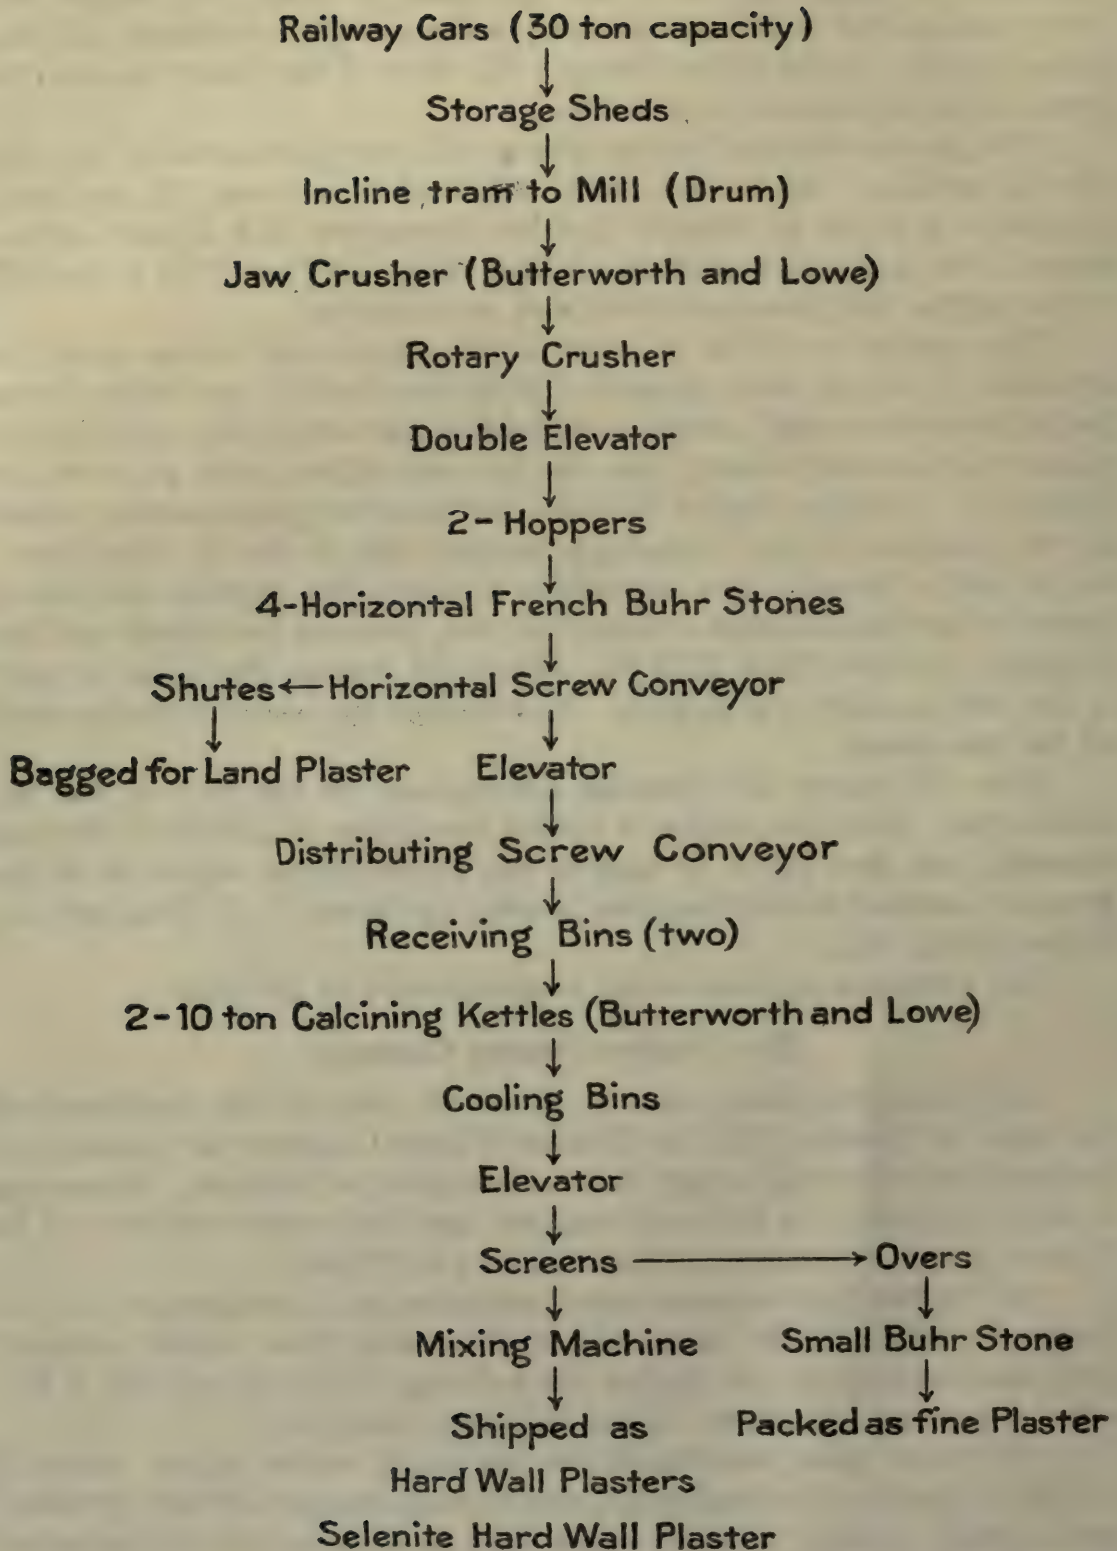 Railway Cars (30 ton capacity)
Storage Sheds
Incline tram to Mill (Drum)
Jaw Crusher (Butterworth and Lowe)
Rotary Crusher
Double Elevator
2-Hoppers
4-Horizontal French Buhr Stones
Shutes←Horizontal Screw Conveyor
Bagged for Land Plaster Elevator
Distributing Screw Conveyor
Receiving Bins (two)
2-10 ton Calcining Kettles (Butterworth and Lowe)
Cooling Bins
Elevator
Screens → Overs
Mixing Machine Small Buhr Stone
Shipped as Packed as fine Plaster
Hard Wall Plasters
Selenite Hard Wall Plaster